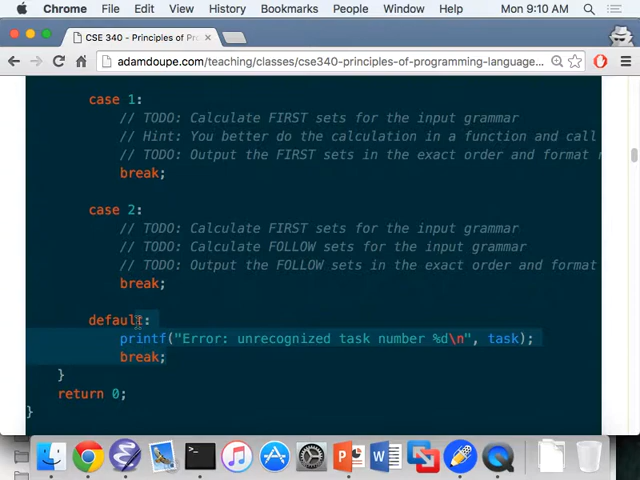 Chrome File Edit View History Bookmarks People Window Help Mon 9:10 AM
CSE 340 - Principles of Pro
adamdoupe.com/teaching/classes/cse340-principles-of-programming-language
case 1:
// TODO: Calculate FIRST sets for the input grammar
// Hint: You better do the calculation in a function and call
// TODO: Output the FIRST sets in the exact order and format
break;
case 2:
// TODO: Calculate FIRST sets for the input grammar
// TODO: Calculate FOLLOW sets for the input grammar
// TODO: Output the FOLLOW sets in the exact order and format
break;
default:
printf("Error: unrecognized task number %d\n", task);
break;
}
return 0;
}